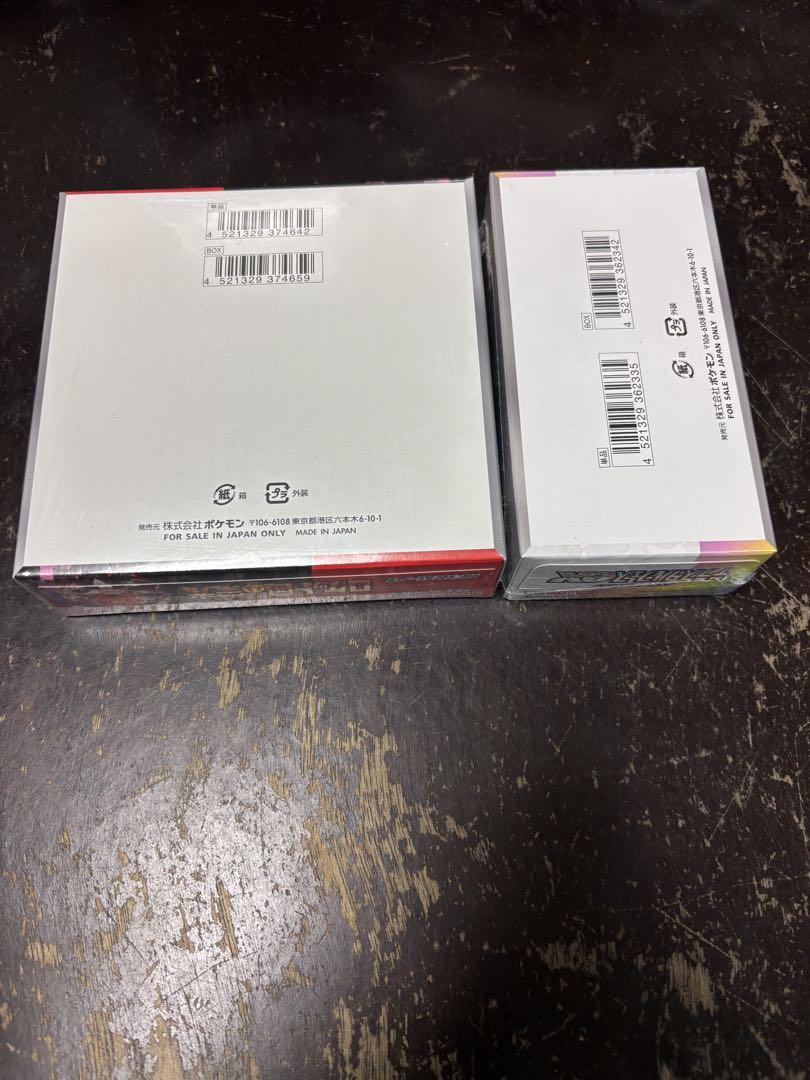 単品
4 521329 374642
BOX
4 521329 374659
紙 箱 プラ 外装
発売元 株式会社ポケモン 〒106-6108 東京都港区六本木6-10-1
FOR SALE IN JAPAN ONLY MADE IN JAPAN
BOX
4 521329 362342
単品
4 521329 362335
紙 箱 プラ 外装
発売元 株式会社ポケモン 〒106-6108 東京都港区六本木6-10-1
FOR SALE IN JAPAN ONLY MADE IN JAPAN